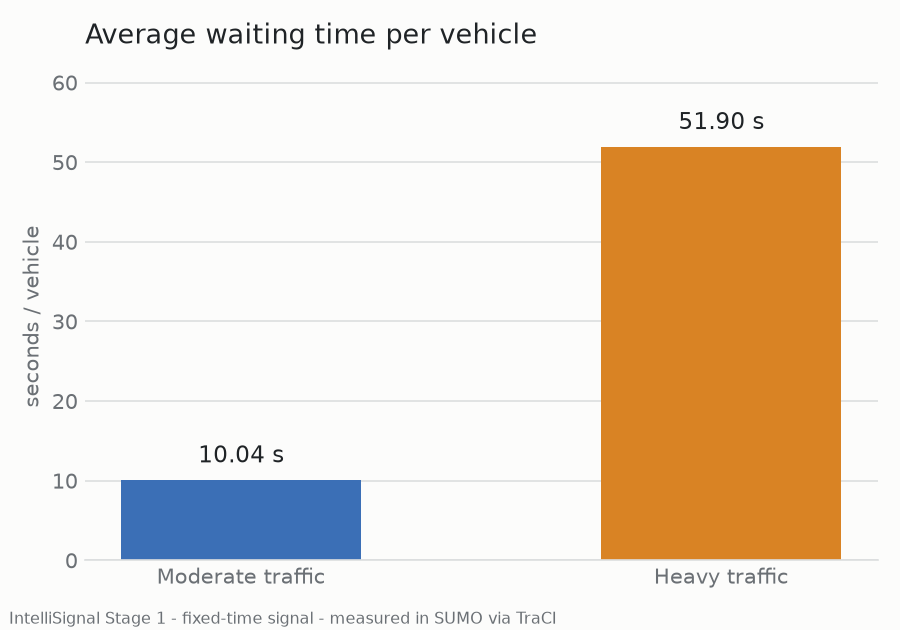 Average waiting time per vehicle
60
50
40
30
20
10
0
seconds / vehicle
10.04 s
51.90 s
Moderate traffic
Heavy traffic
IntelliSignal Stage 1 - fixed-time signal - measured in SUMO via TraCI